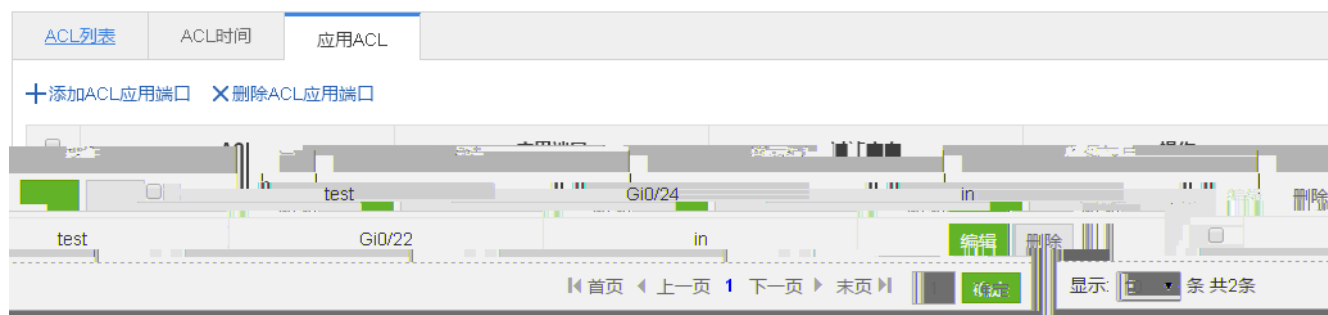 ACL列表 ACL时间 应用ACL
添加ACL应用端口 删除ACL应用端口
test Gi0/24 in 删除
test Gi0/22 in 编辑 删除
首页 上一页 1 下一页 末页 1 确定 显示: 条 共2条